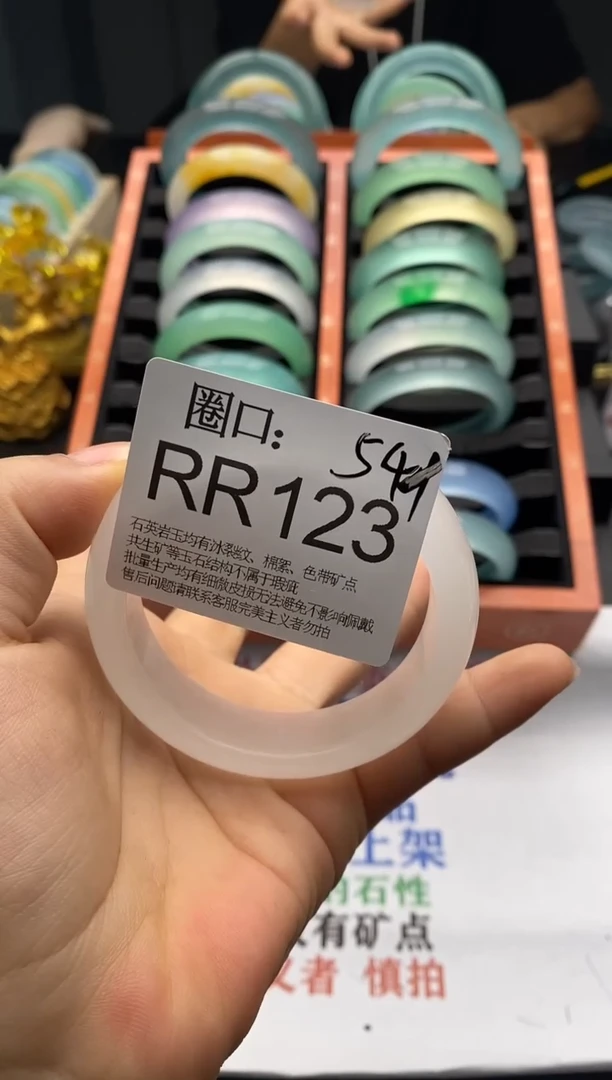 圈口:
RR123
石英岩玉均有冰裂纹、棉絮、色带矿点
共生矿等玉石结构不属于瑕疵
批量生产均有细微皮损无法避免不影响佩戴
售后问题请联系客服完美主义者勿拍
品
上架
的石性
有矿点
义者 慎拍